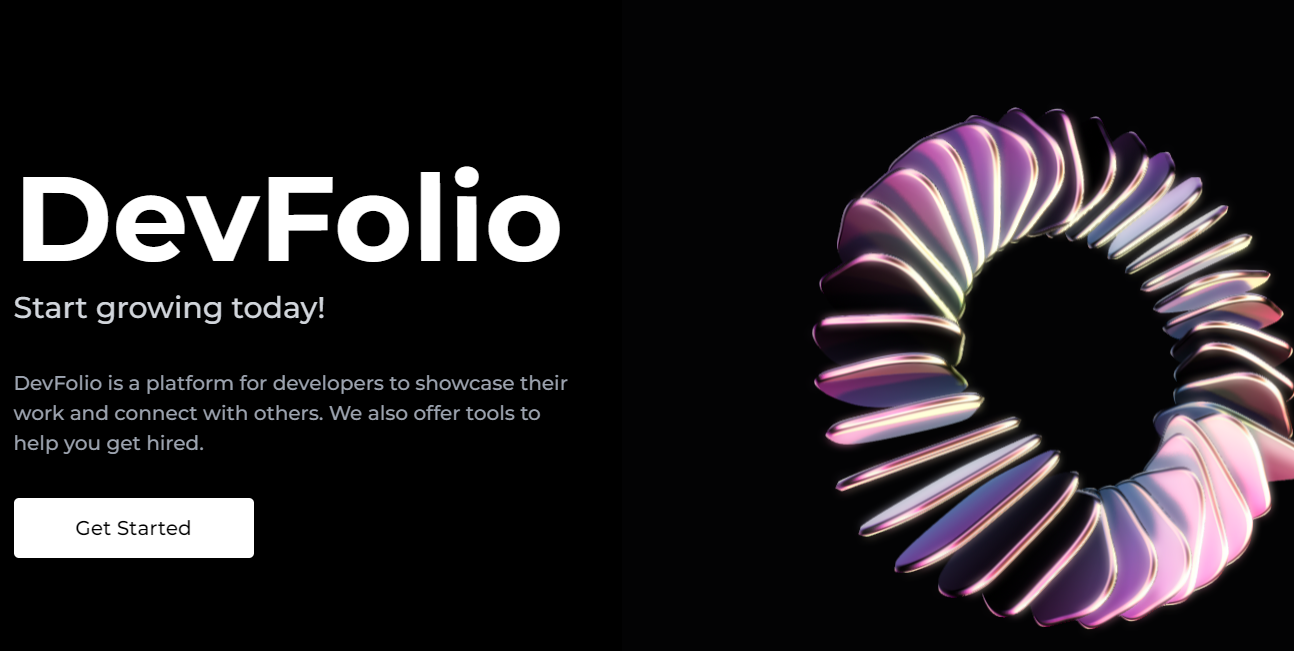 DevFolio
Start growing today!
DevFolio is a platform for developers to showcase their
work and connect with others. We also offer tools to
help you get hired.
Get Started